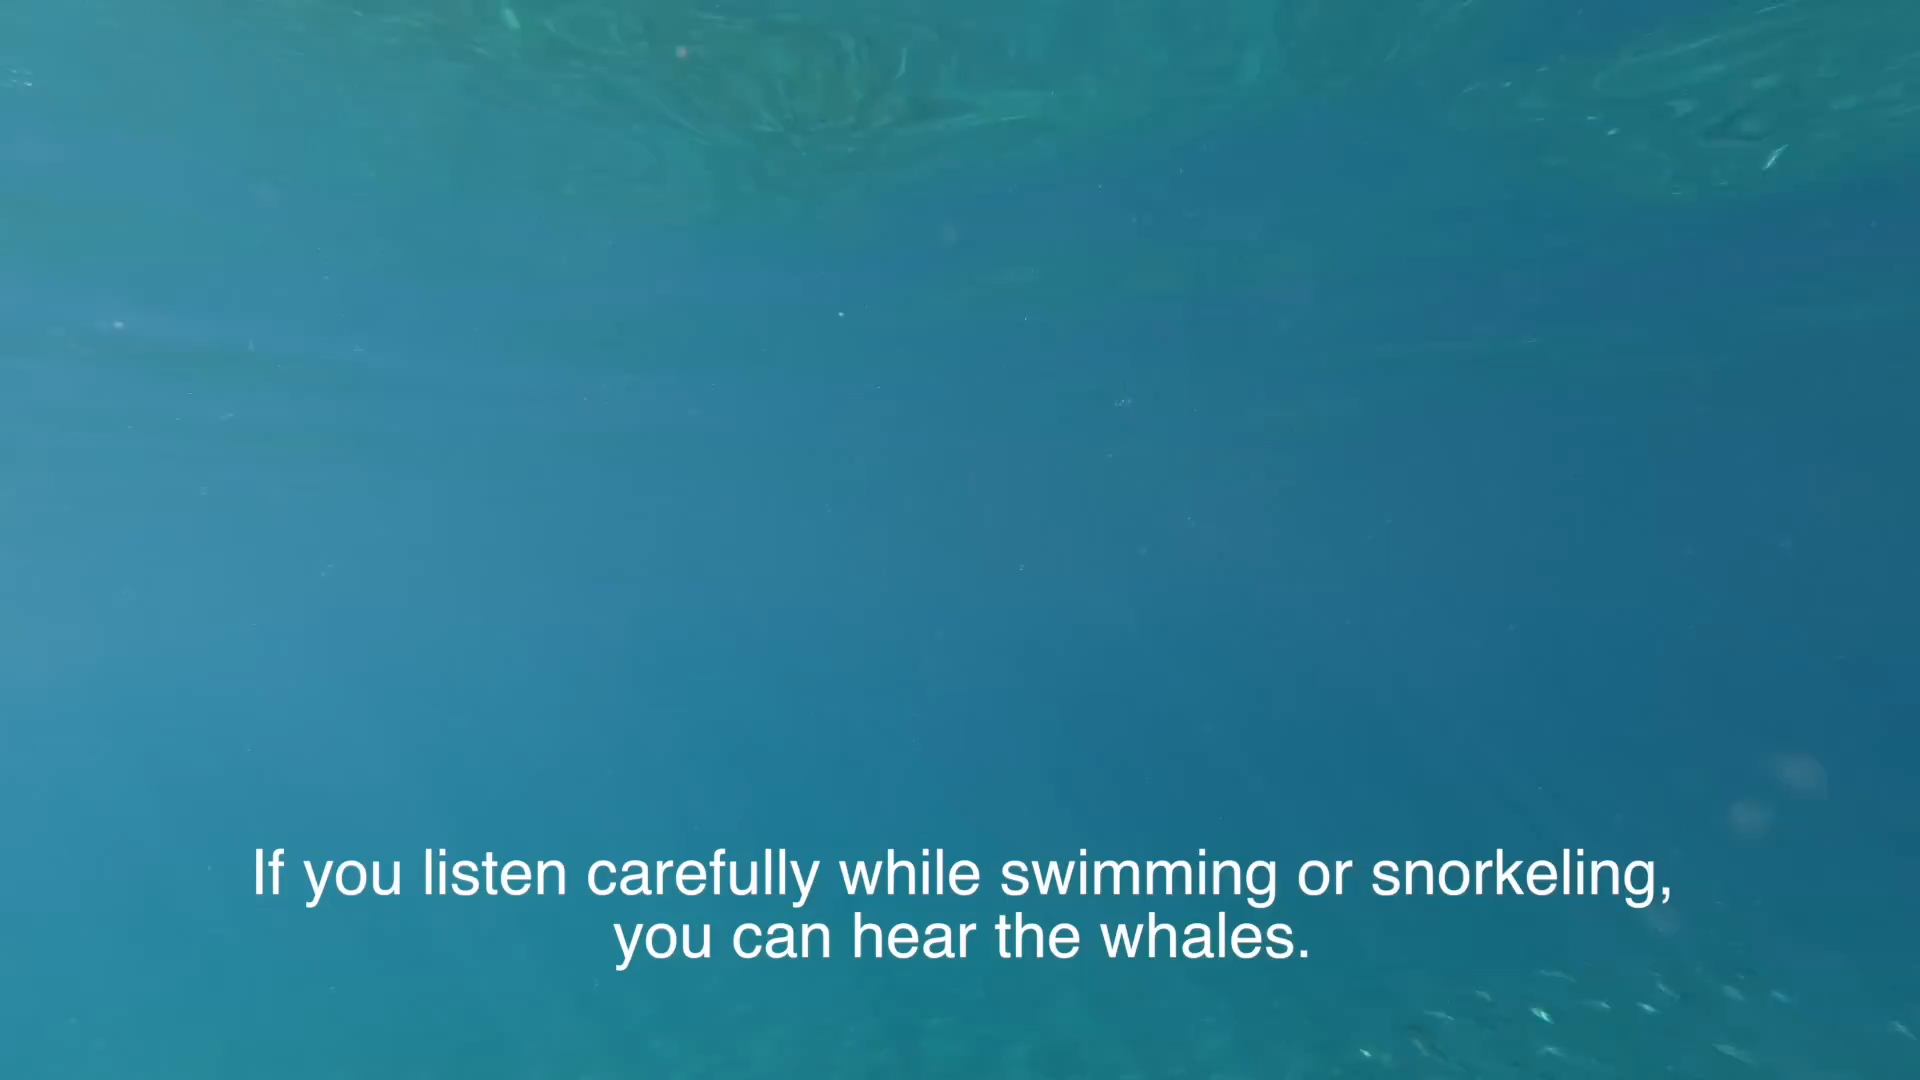 If you listen carefully while swimming or snorkeling,
you can hear the whales.